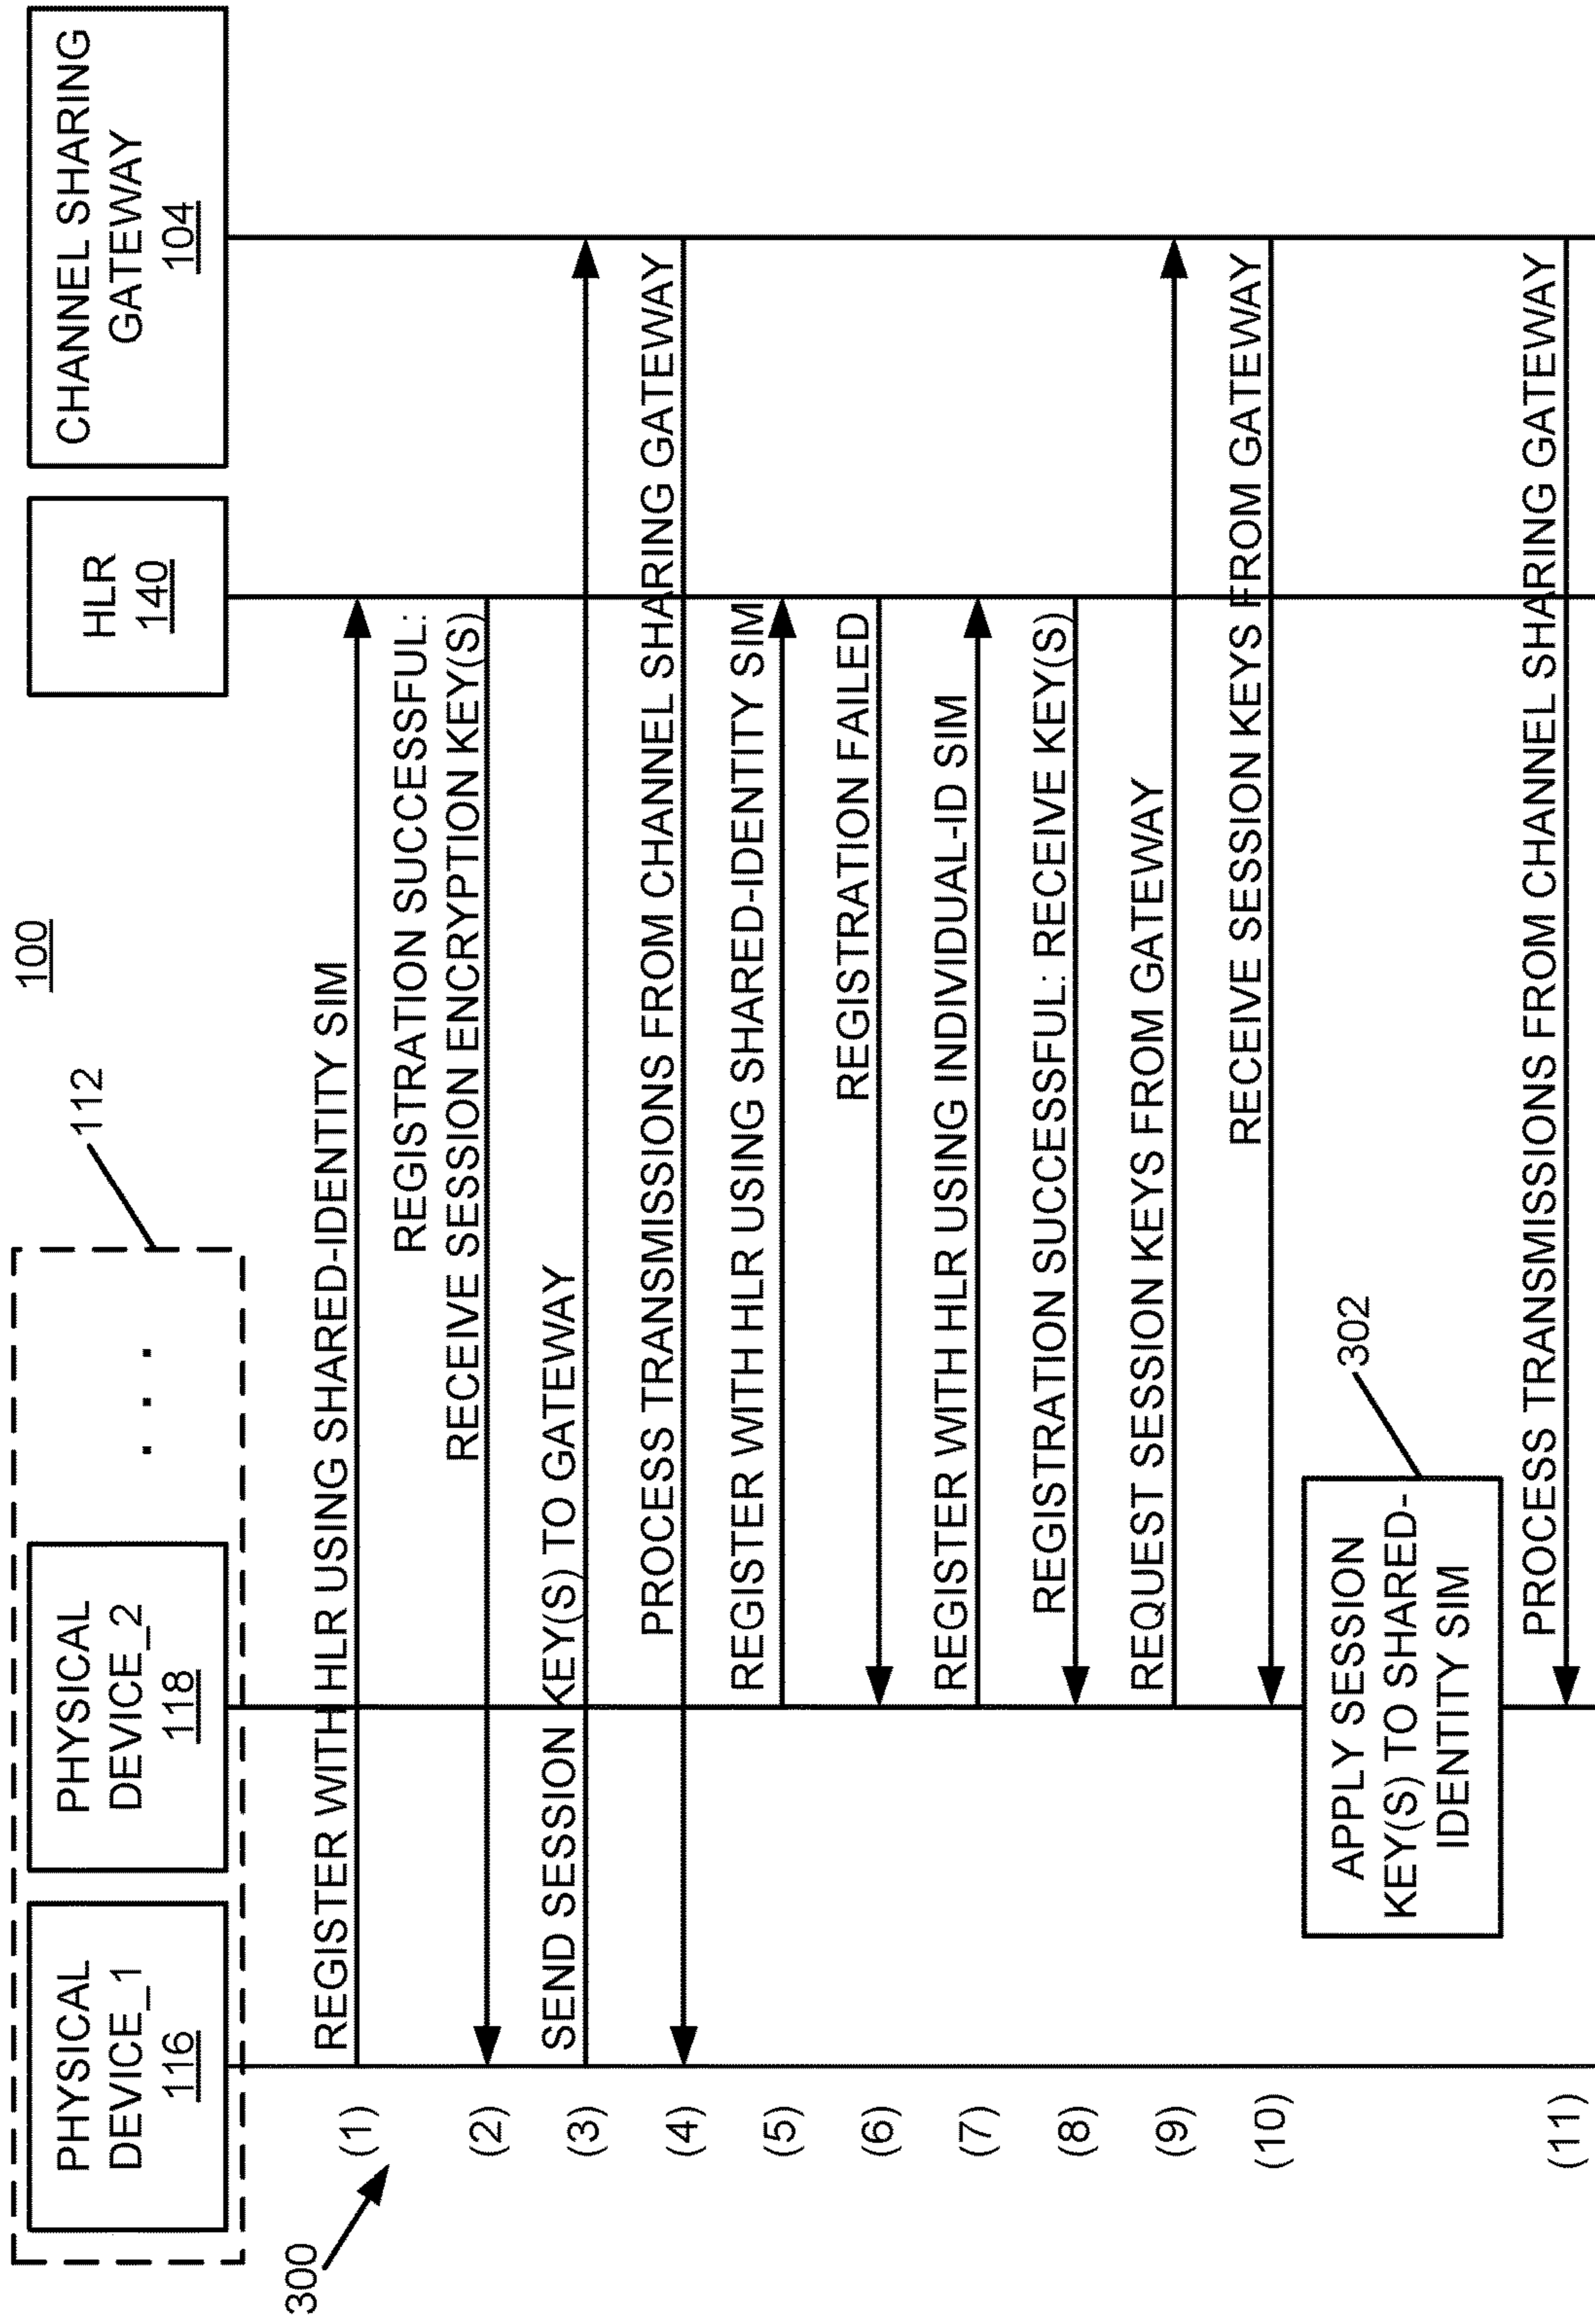 100
112
PHYSICAL
DEVICE_1
116
PHYSICAL
DEVICE_2
118
. . .
HLR
140
CHANNEL SHARING
GATEWAY
104
300
(1)
REGISTER WITH HLR USING SHARED-IDENTITY SIM
REGISTRATION SUCCESSFUL:
(2)
RECEIVE SESSION ENCRYPTION KEY(S)
(3)
SEND SESSION KEY(S) TO GATEWAY
(4)
PROCESS TRANSMISSIONS FROM CHANNEL SHARING GATEWAY
(5)
REGISTER WITH HLR USING SHARED-IDENTITY SIM
(6)
REGISTRATION FAILED
(7)
REGISTER WITH HLR USING INDIVIDUAL-ID SIM
(8)
REGISTRATION SUCCESSFUL: RECEIVE KEY(S)
(9)
REQUEST SESSION KEYS FROM GATEWAY
(10)
RECEIVE SESSION KEYS FROM GATEWAY
302
APPLY SESSION
KEY(S) TO SHARED-
IDENTITY SIM
(11)
PROCESS TRANSMISSIONS FROM CHANNEL SHARING GATEWAY